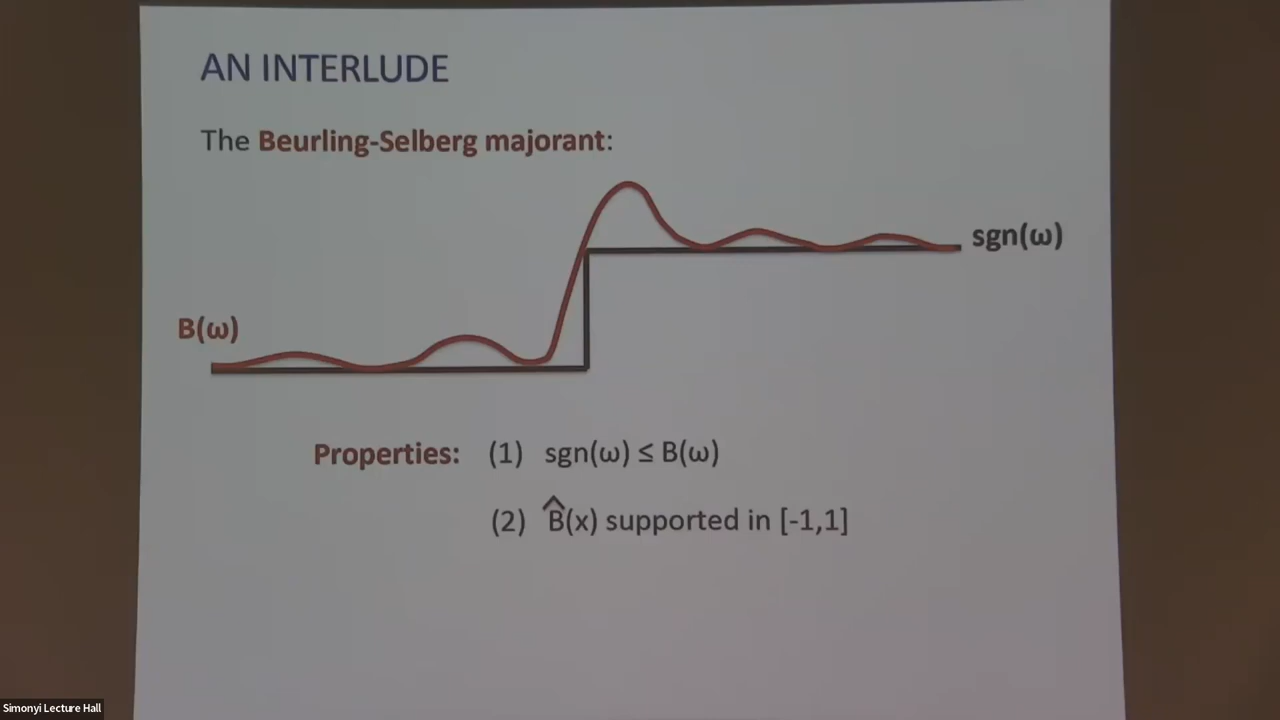 AN INTERLUDE
The Beurling-Selberg majorant:
sgn(ω)
B(ω)
Properties: (1) sgn(ω) ≤ B(ω)
(2) B̂(x) supported in [-1,1]
Simonyi Lecture Hall